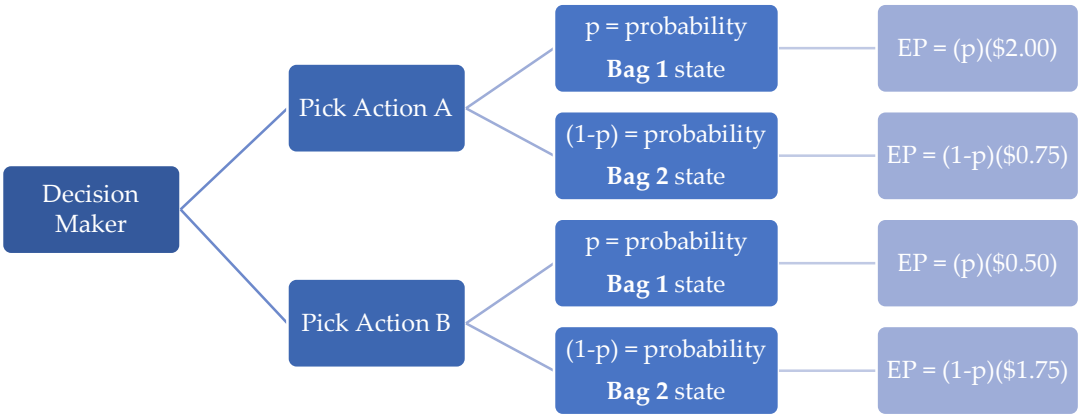 Decision
Maker
Pick Action A
p = probability
Bag 1 state
EP = (p)($2.00)
(1-p) = probability
Bag 2 state
EP = (1-p)($0.75)
Pick Action B
p = probability
Bag 1 state
EP = (p)($0.50)
(1-p) = probability
Bag 2 state
EP = (1-p)($1.75)